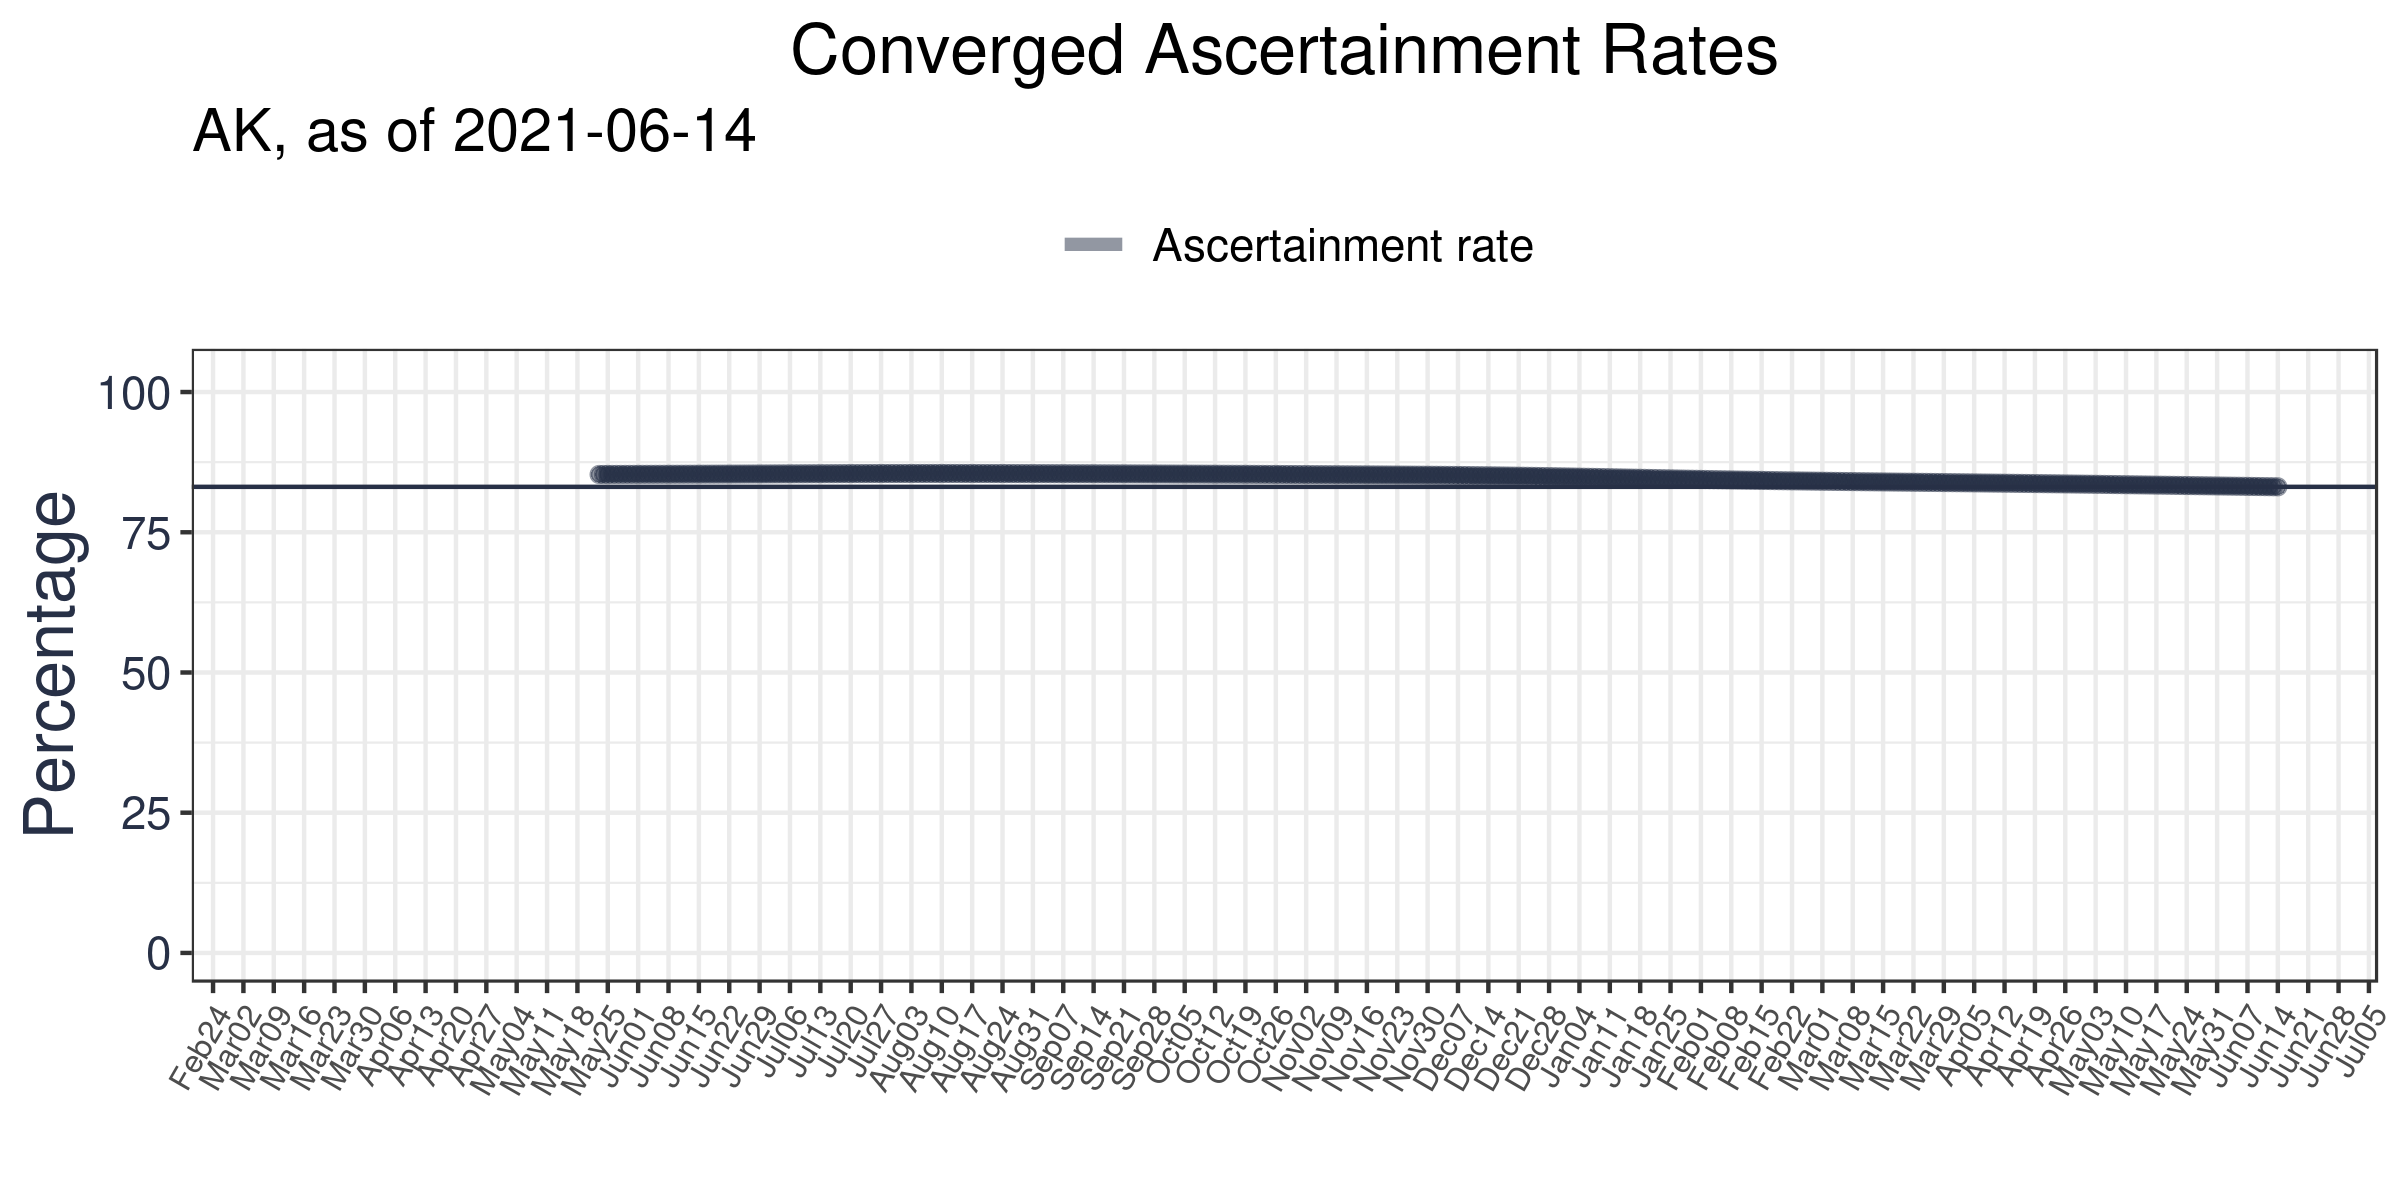 Converged Ascertainment Rates
AK, as of 2021-06-14
Ascertainment rate
Percentage
100
75
50
25
0
Feb24 Mar02 Mar09 Mar16 Mar23 Mar30 Apr06 Apr13 Apr20 Apr27 May04 May11 May18 May25 Jun01 Jun08 Jun15 Jun22 Jun29 Jul06 Jul13 Jul20 Jul27 Aug03 Aug10 Aug17 Aug24 Aug31 Sep07 Sep14 Sep21 Sep28 Oct05 Oct12 Oct19 Oct26 Nov02 Nov09 Nov16 Nov23 Nov30 Dec07 Dec14 Dec21 Dec28 Jan04 Jan11 Jan18 Jan25 Feb01 Feb08 Feb15 Feb22 Mar01 Mar08 Mar15 Mar22 Mar29 Apr05 Apr12 Apr19 Apr26 May03 May10 May17 May24 May31 Jun07 Jun14 Jun21 Jun28 Jul05